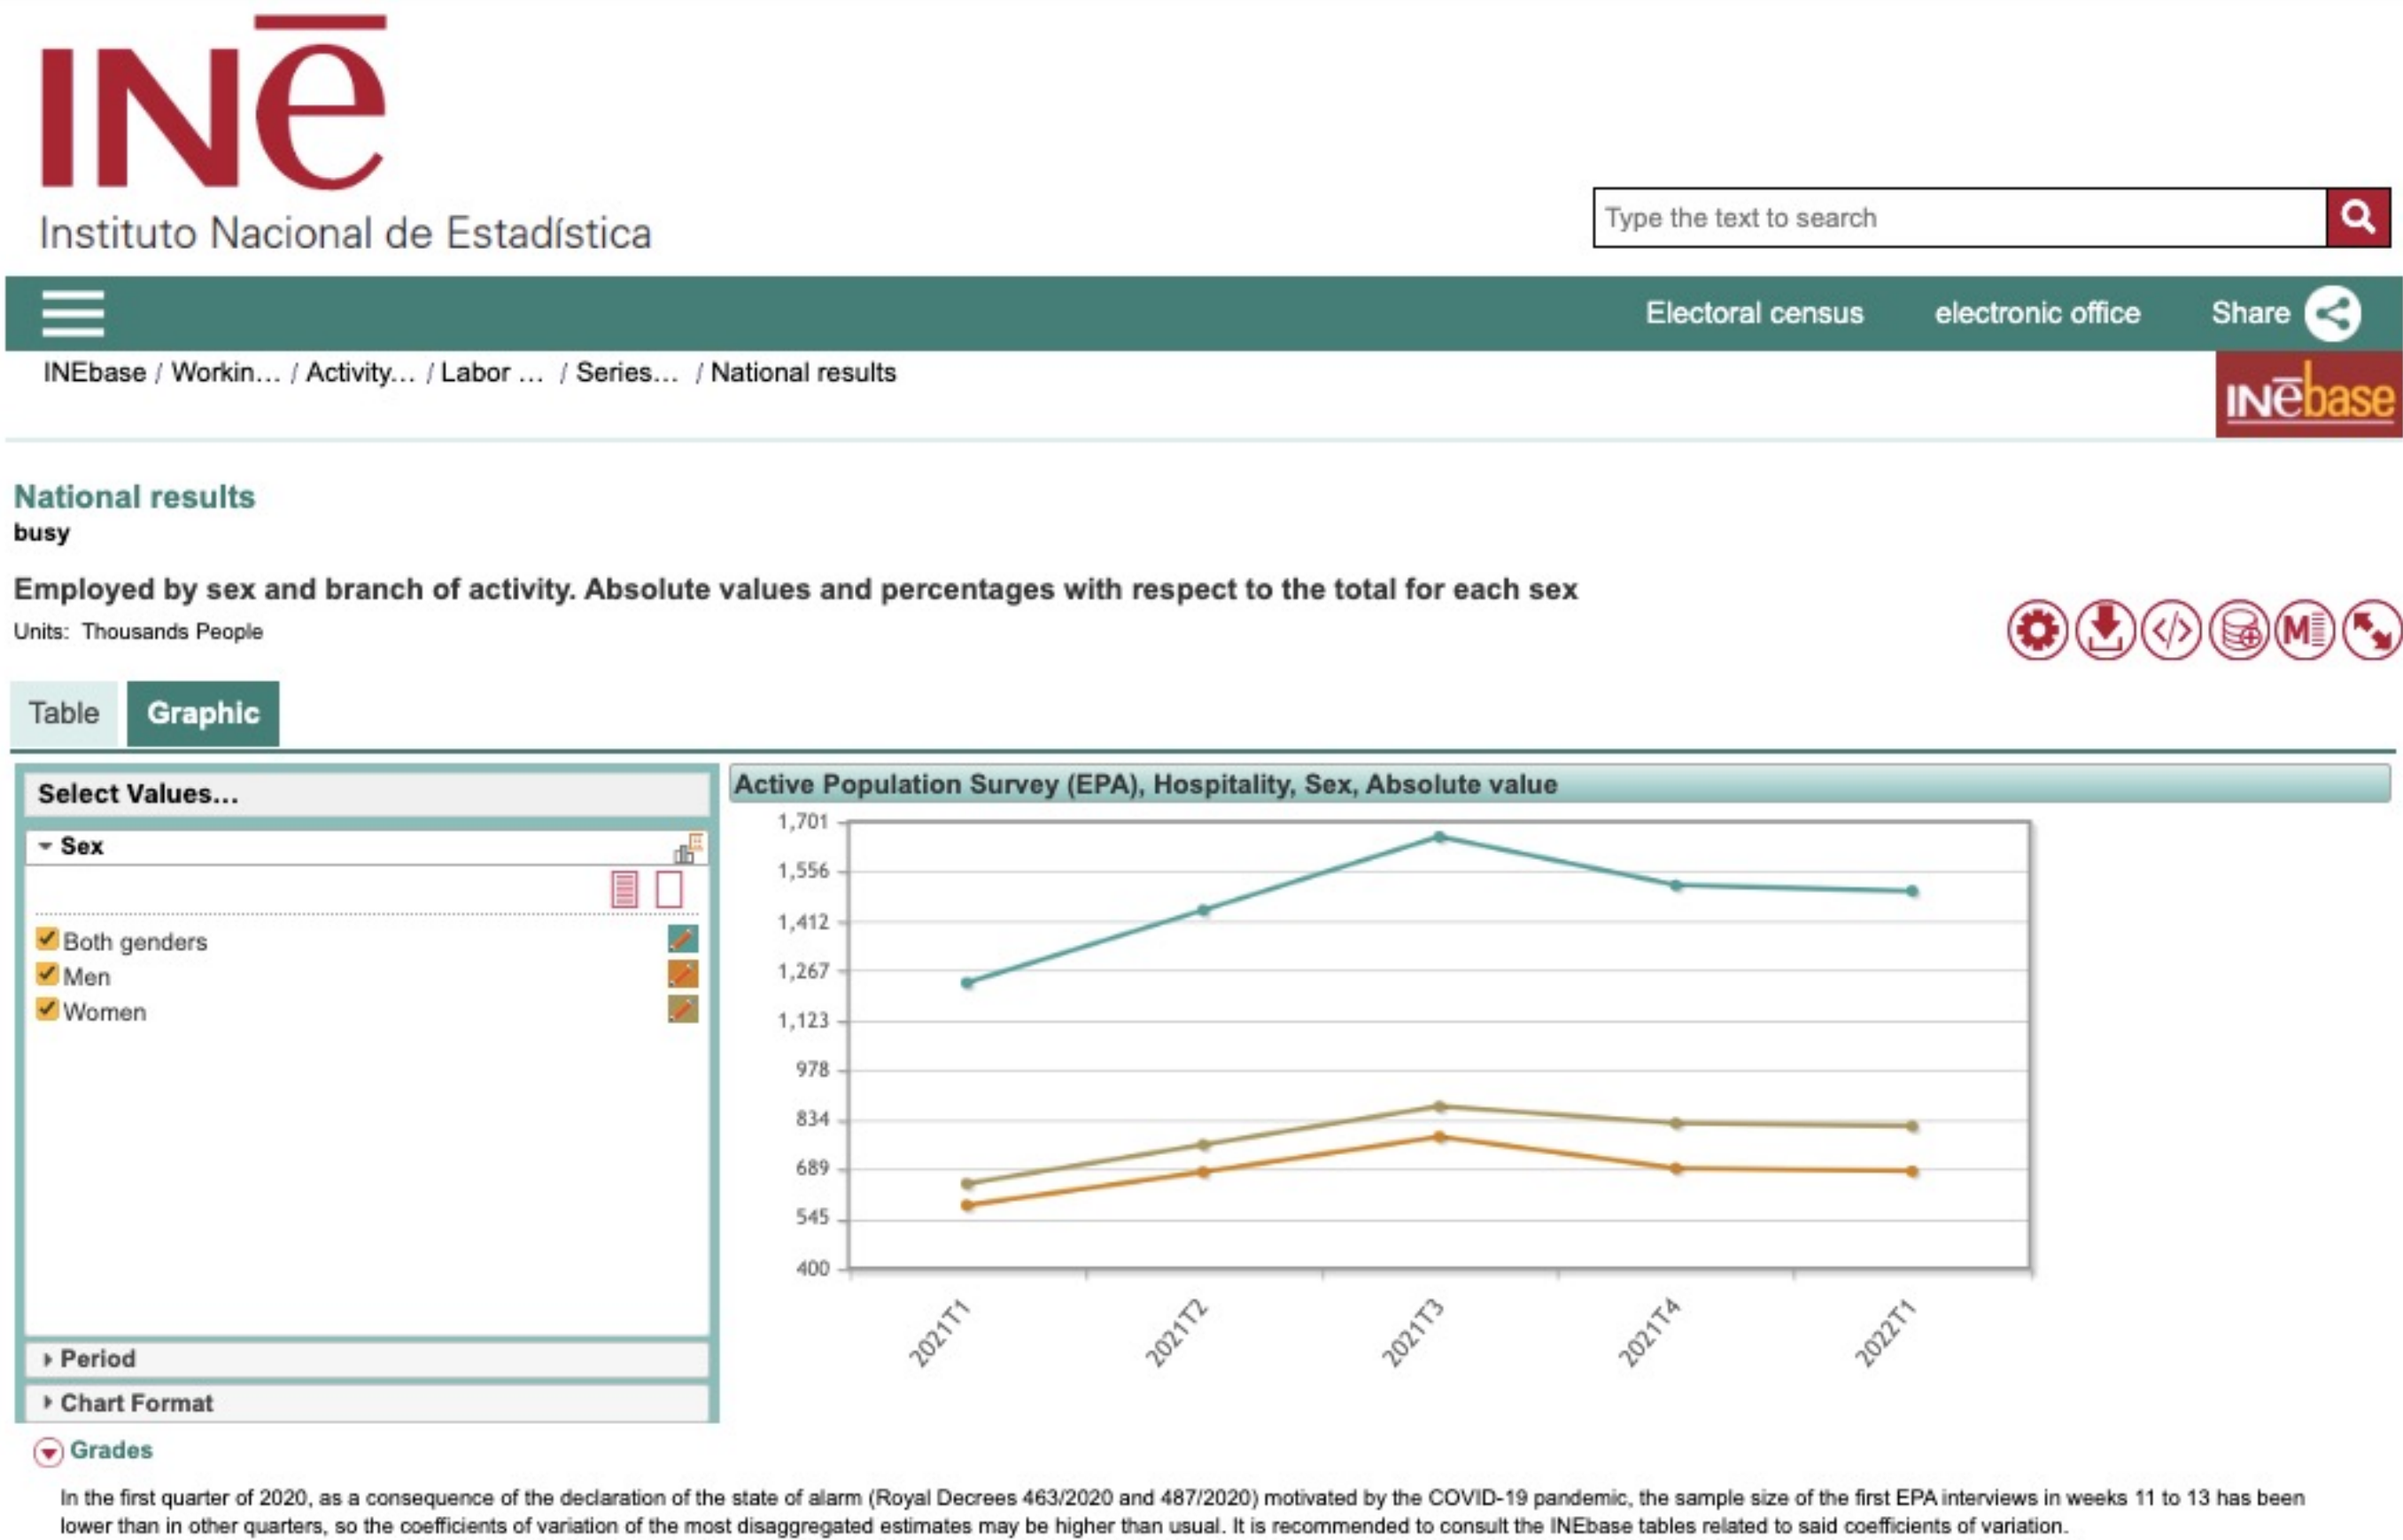 INe
Instituto Nacional de Estadística
Type the text to search
Electoral census electronic office Share
INEbase / Workin... / Activity... / Labor ... / Series... / National results
INebase
National results
busy
Employed by sex and branch of activity. Absolute values and percentages with respect to the total for each sex
Units: Thousands People
</> M
Table Graphic
Select Values...
Sex
Both genders
Men
Women
Period
Chart Format
Active Population Survey (EPA), Hospitality, Sex, Absolute value
1,701
1,556
1,412
1,267
1,123
978
834
689
545
400
2021T1 2021T2 2021T3 2021T4 2022T1
Grades
In the first quarter of 2020, as a consequence of the declaration of the state of alarm (Royal Decrees 463/2020 and 487/2020) motivated by the COVID-19 pandemic, the sample size of the first EPA interviews in weeks 11 to 13 has been
lower than in other quarters, so the coefficients of variation of the most disaggregated estimates may be higher than usual. It is recommended to consult the INEbase tables related to said coefficients of variation.